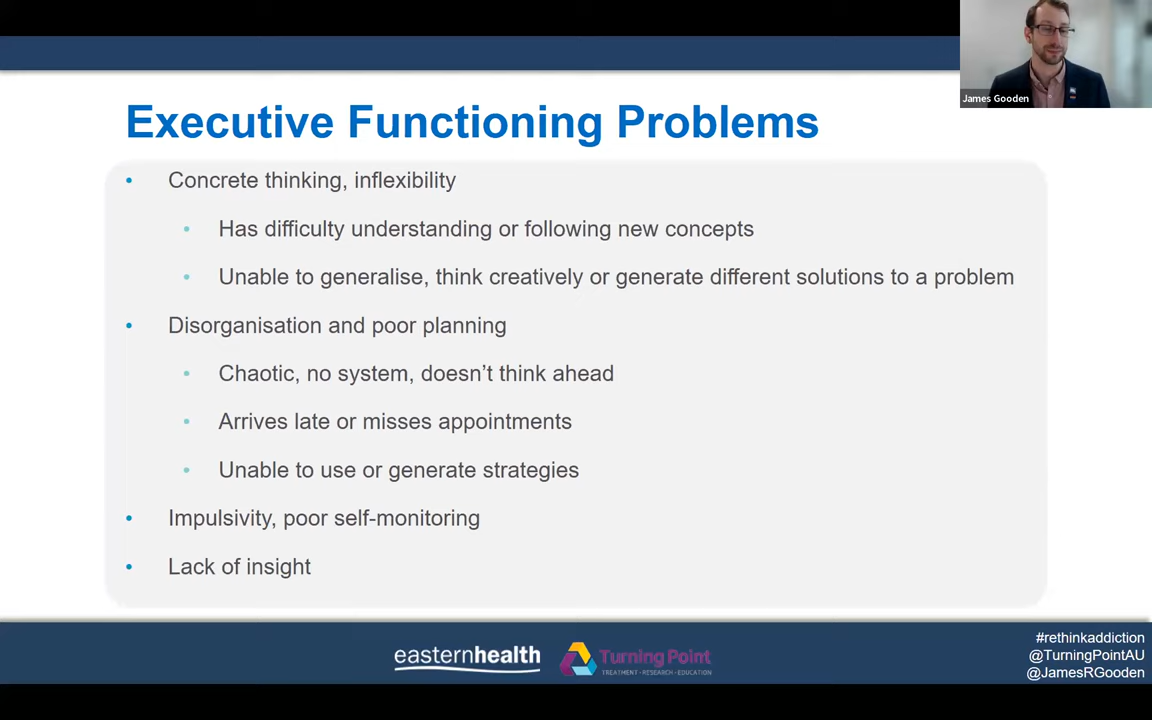 James Gooden
Executive Functioning Problems
• Concrete thinking, inflexibility
• Has difficulty understanding or following new concepts
• Unable to generalise, think creatively or generate different solutions to a problem
• Disorganisation and poor planning
• Chaotic, no system, doesn’t think ahead
• Arrives late or misses appointments
• Unable to use or generate strategies
• Impulsivity, poor self-monitoring
• Lack of insight
easternhealth
Turning Point
TREATMENT • RESEARCH • EDUCATION
#rethinkaddiction
@TurningPointAU
@JamesRGooden